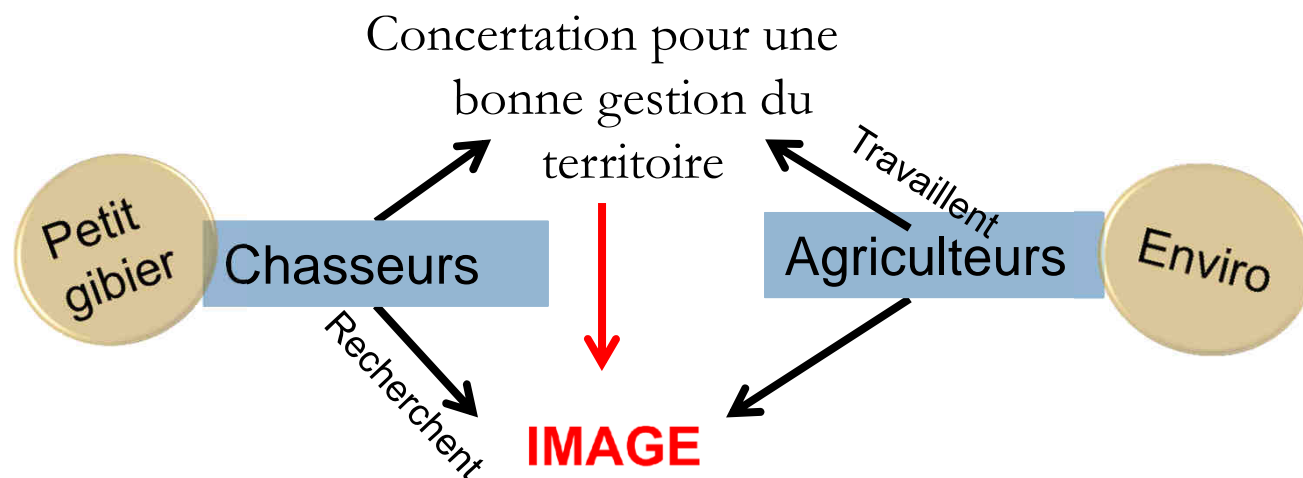 Concertation pour une
bonne gestion du
territoire
Travaillent
Petit
gibier
Chasseurs
Agriculteurs
Enviro
Recherchent
IMAGE